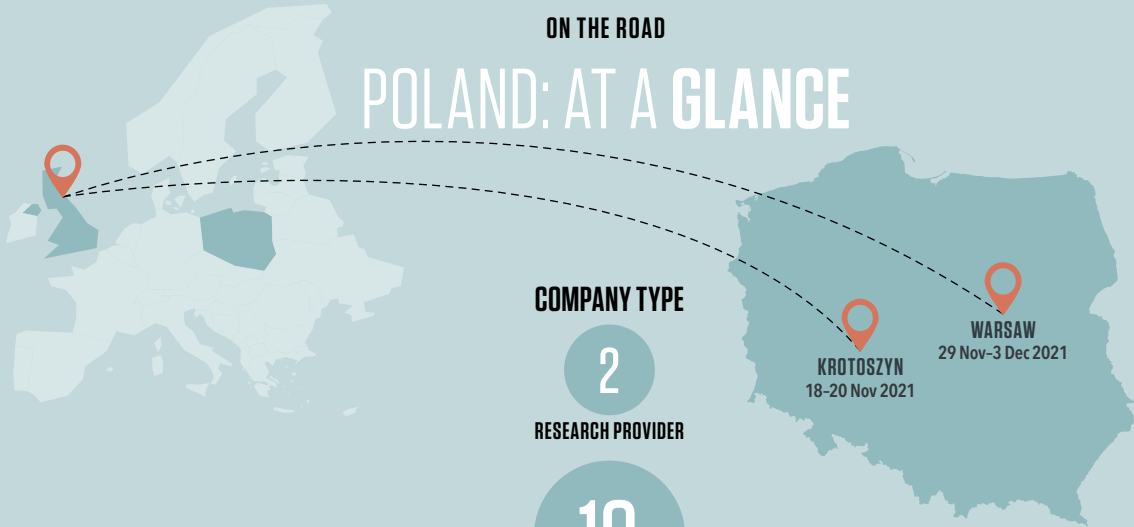 ON THE ROAD
POLAND: AT A GLANCE
COMPANY TYPE
2
RESEARCH PROVIDER
10
KROTOSZYN
18–20 Nov 2021
WARSAW
29 Nov–3 Dec 2021